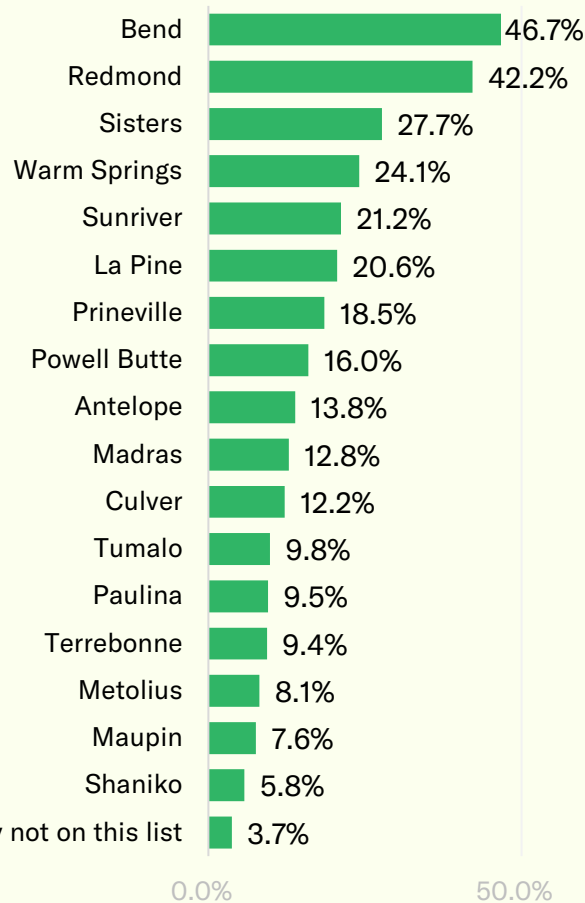 Bend 46.7%
Redmond 42.2%
Sisters 27.7%
Warm Springs 24.1%
Sunriver 21.2%
La Pine 20.6%
Prineville 18.5%
Powell Butte 16.0%
Antelope 13.8%
Madras 12.8%
Culver 12.2%
Tumalo 9.8%
Paulina 9.5%
Terrebonne 9.4%
Metolius 8.1%
Maupin 7.6%
Shaniko 5.8%
not on this list 3.7%
0.0% 50.0%